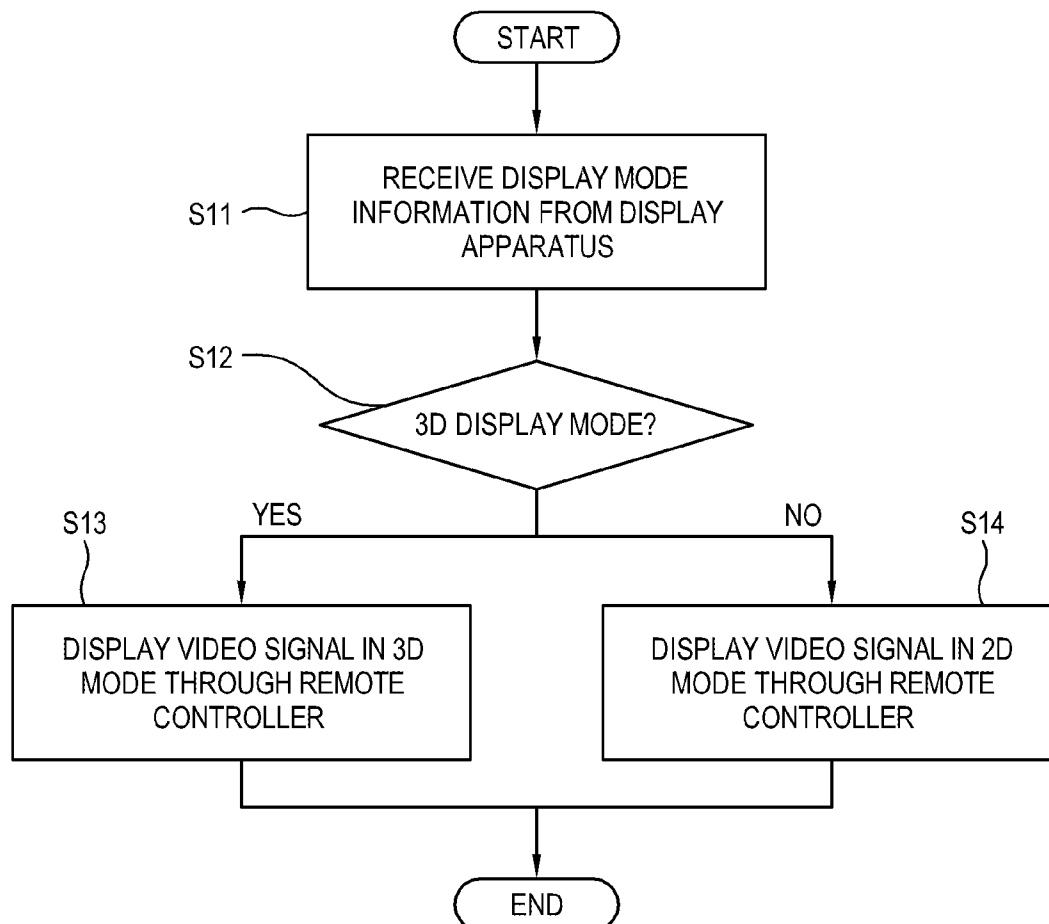 START
RECEIVE DISPLAY MODE
INFORMATION FROM DISPLAY
APPARATUS
S11
S12
3D DISPLAY MODE?
YES
NO
S13
S14
DISPLAY VIDEO SIGNAL IN 3D
MODE THROUGH REMOTE
CONTROLLER
DISPLAY VIDEO SIGNAL IN 2D
MODE THROUGH REMOTE
CONTROLLER
END